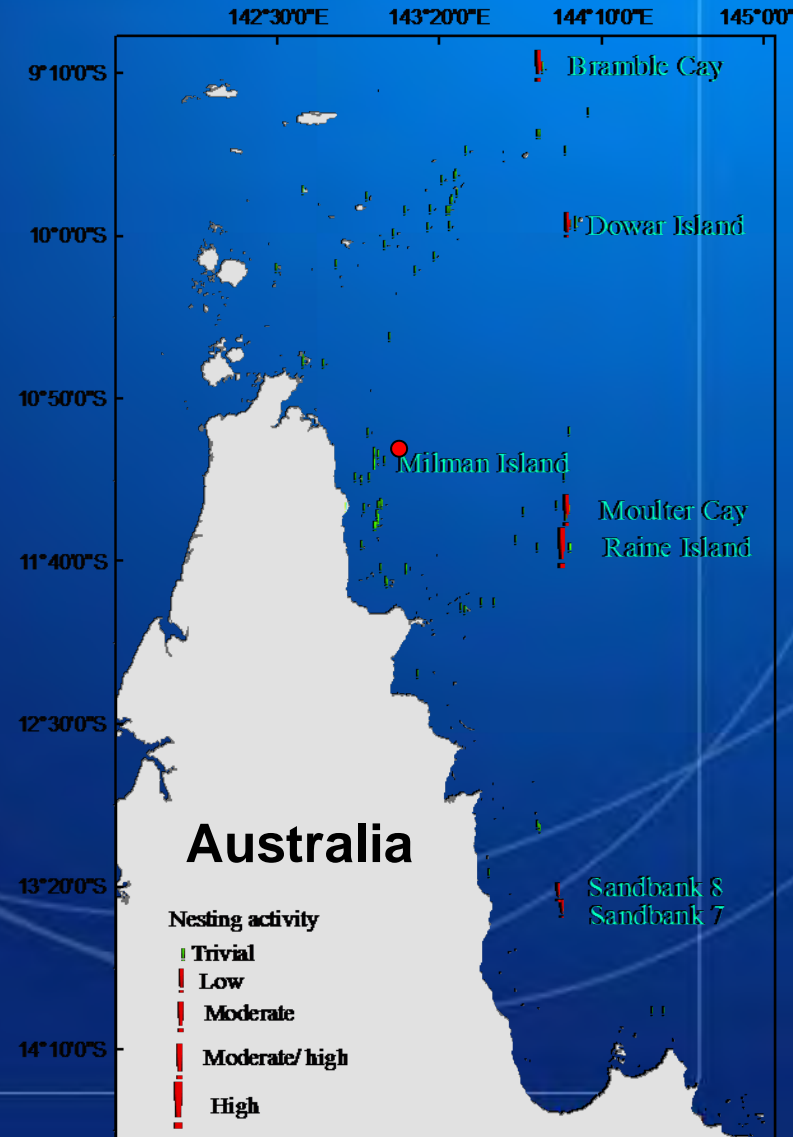 142°30'0"E 143°20'0"E 144°10'0"E 145°00'
9°10'0"S
Bramble Cay
10°0'0"S
Dowar Island
10°50'0"S
Milman Island
Moulter Cay
Raine Island
11°40'0"S
12°30'0"S
Australia
13°20'0"S
Sandbank 8
Sandbank 7
Nesting activity
Trivial
Low
Moderate
14°10'0"S
Moderate/ high
High